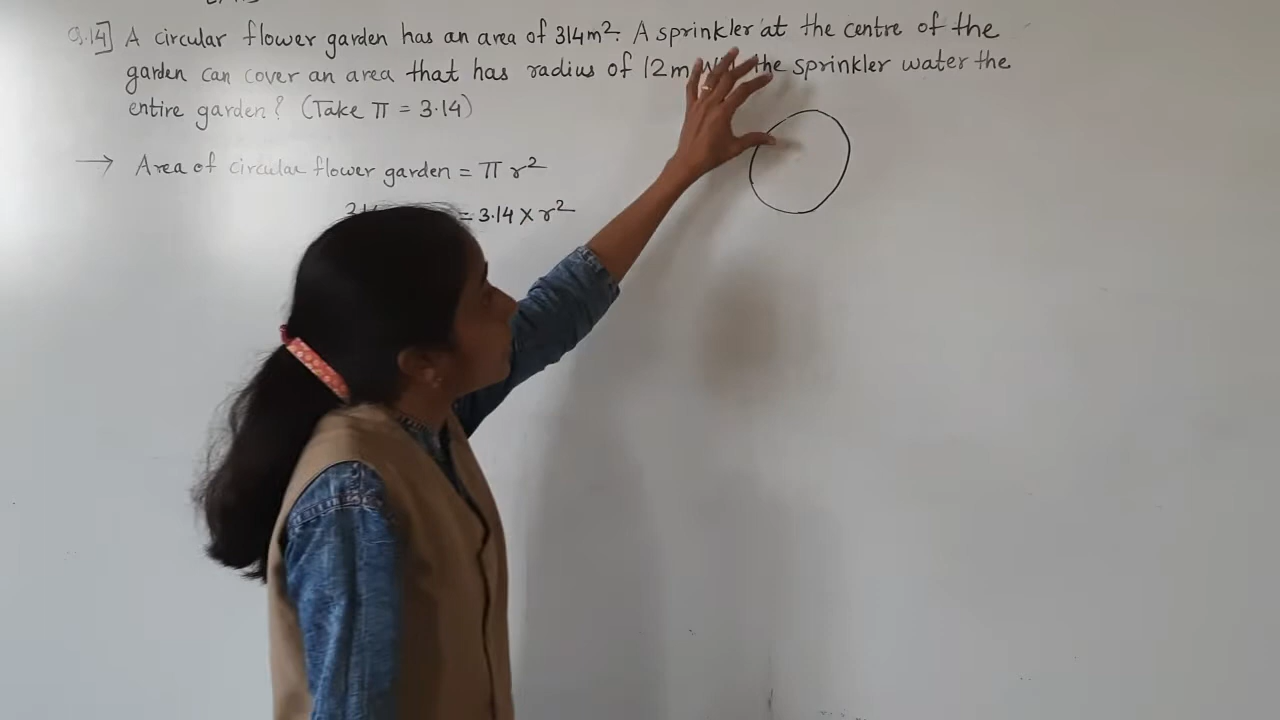 Q.14] A circular flower garden has an area of 314m². A sprinkler at the centre of the
garden can cover an area that has radius of 12m the sprinkler water the
entire garden? (Take π = 3.14)
→ Area of circular flower garden = π r²
= 3.14 × r²